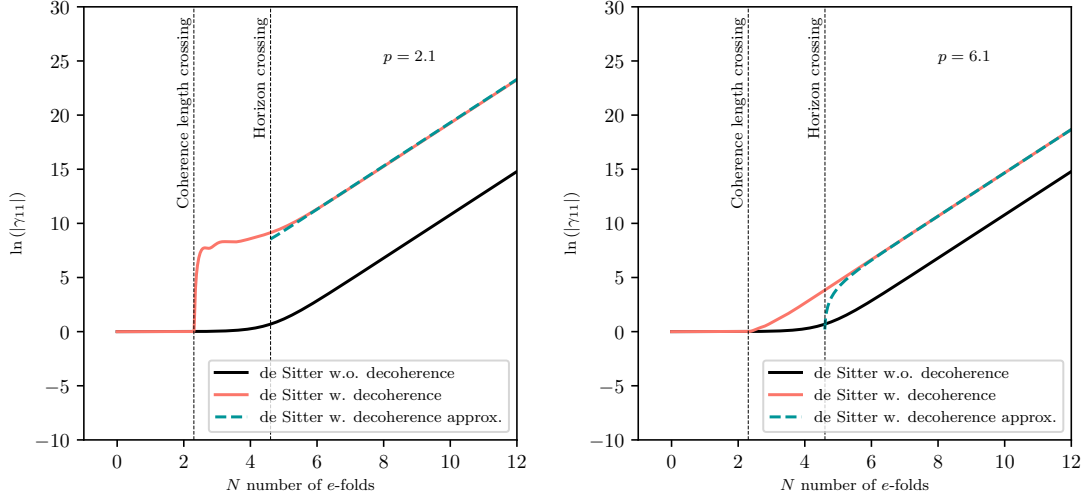 30
25
20
15
10
5
0
−5
−10
ln (|γ₁₁|)
Coherence length crossing
Horizon crossing
p = 2.1
de Sitter w.o. decoherence
de Sitter w. decoherence
de Sitter w. decoherence approx.
0 2 4 6 8 10 12
N number of e-folds
30
25
20
15
10
5
0
−5
−10
ln (|γ₁₁|)
Coherence length crossing
Horizon crossing
p = 6.1
de Sitter w.o. decoherence
de Sitter w. decoherence
de Sitter w. decoherence approx.
0 2 4 6 8 10 12
N number of e-folds